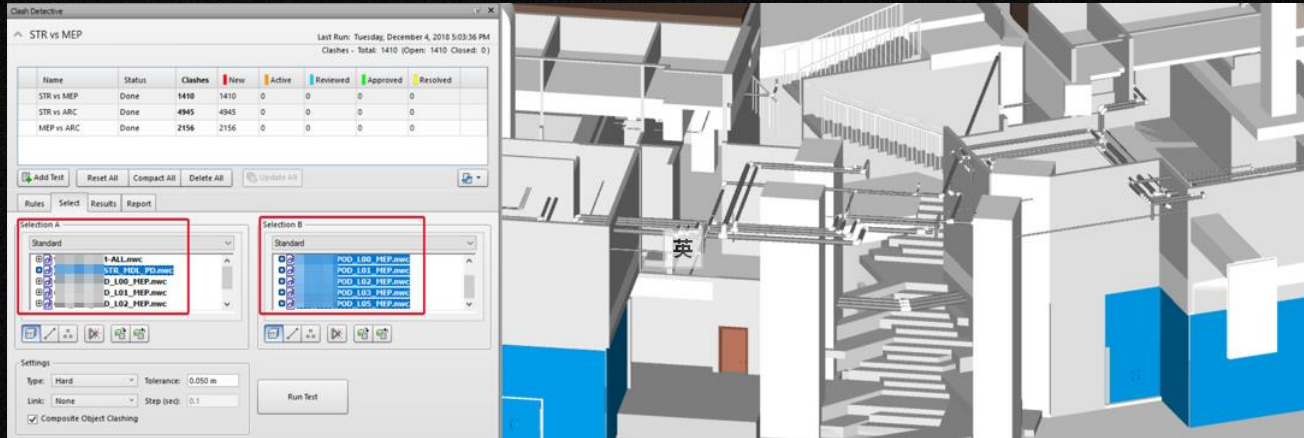 Clash Detective
STR vs MEP
Last Run: Tuesday, December 4, 2018 5:03:36 PM
Clashes - Total: 1410 (Open: 1410 Closed: 0)
Name Status Clashes New Active Reviewed Approved Resolved
STR vs MEP Done 1410 1410 0 0 0 0
STR vs ARC Done 4945 4945 0 0 0 0
MEP vs ARC Done 2156 2156 0 0 0 0
Add Test Reset All Compact All Delete All Update All
Rules Select Results Report
Selection A
Standard
-ALL.nwc
STR_MDL_PD.nwc
D_L00_MEP.nwc
D_L01_MEP.nwc
D_L02_MEP.nwc
Selection B
Standard
POD_L00_MEP.nwc
POD_L01_MEP.nwc
POD_L02_MEP.nwc
POD_L03_MEP.nwc
POD_L05_MEP.nwc
Settings
Type: Hard Tolerance: 0.050 m
Link: None Step (sec): 0.1
Composite Object Clashing
Run Test
英